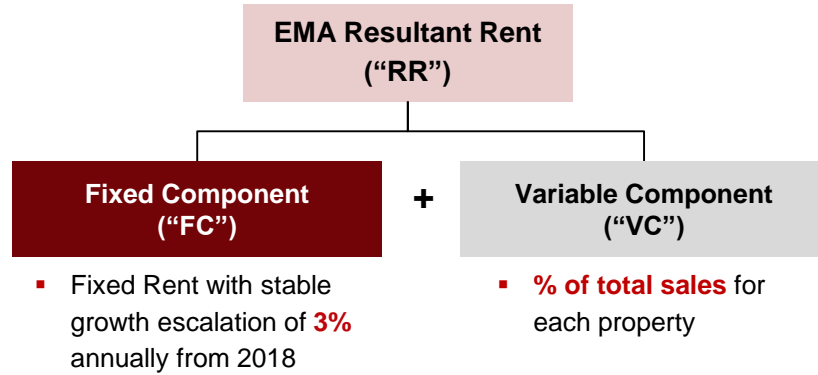 EMA Resultant Rent
(“RR”)
Fixed Component
(“FC”)
+
Variable Component
(“VC”)
▪ Fixed Rent with stable
growth escalation of 3%
annually from 2018
▪ % of total sales for
each property